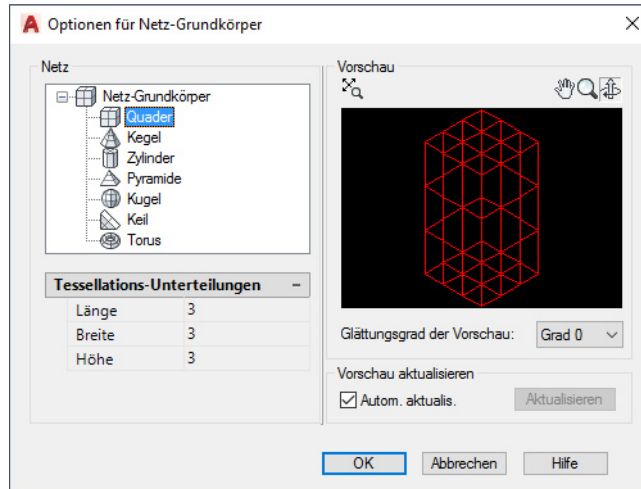 Optionen für Netz-Grundkörper
Netz
Netz-Grundkörper
Quader
Kegel
Zylinder
Pyramide
Kugel
Keil
Torus
Tessellations-Unterteilungen
Länge 3
Breite 3
Höhe 3
Vorschau
Glättungsgrad der Vorschau: Grad 0
Vorschau aktualisieren
Autom. aktualis. Aktualisieren
OK Abbrechen Hilfe